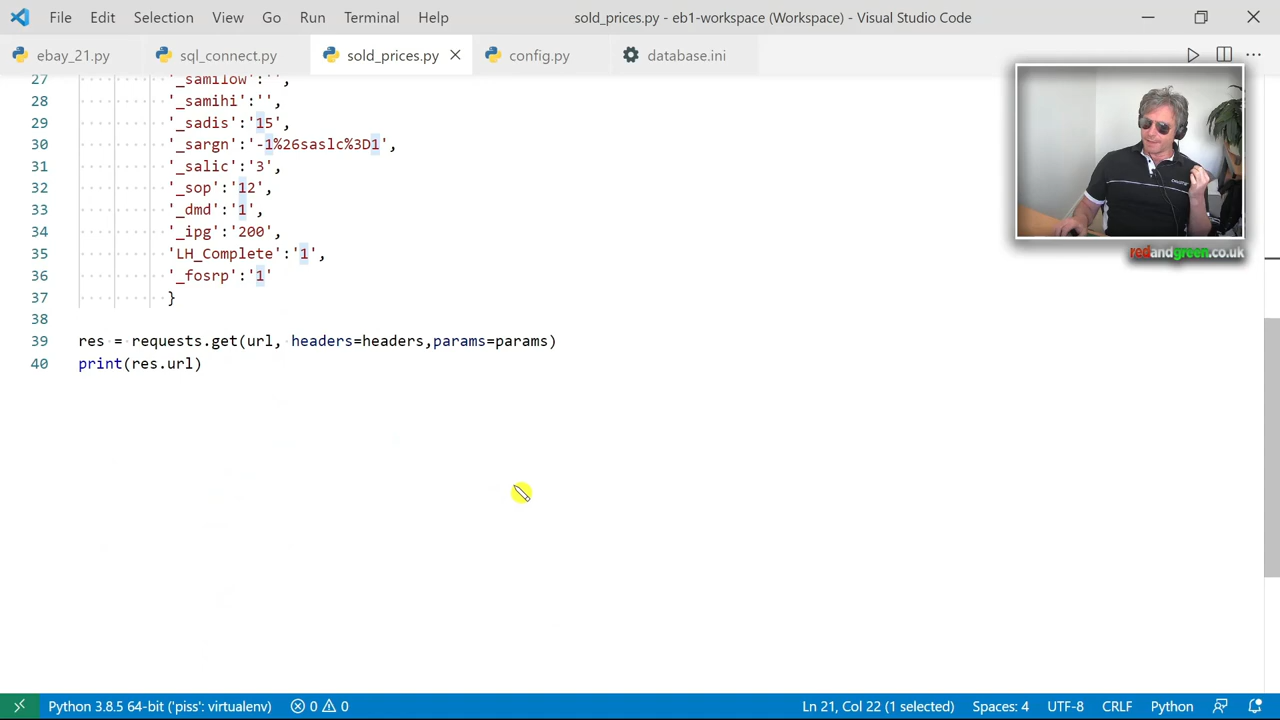 File Edit Selection View Go Run Terminal Help sold_prices.py - eb1-workspace (Workspace) - Visual Studio Code
ebay_21.py sql_connect.py sold_prices.py config.py database.ini
27 '_samilow':'',
28 '_samihi':'',
29 '_sadis':'15',
30 '_sargn':'-1%26saslc%3D1',
31 '_salic':'3',
32 '_sop':'12',
33 '_dmd':'1',
34 '_ipg':'200',
35 'LH_Complete':'1',
36 '_fosrp':'1'
37 }
38
39 res = requests.get(url, headers=headers,params=params)
40 print(res.url)
redandgreen.co.uk
Python 3.8.5 64-bit ('piss': virtualenv) 0 0 Ln 21, Col 22 (1 selected) Spaces: 4 UTF-8 CRLF Python